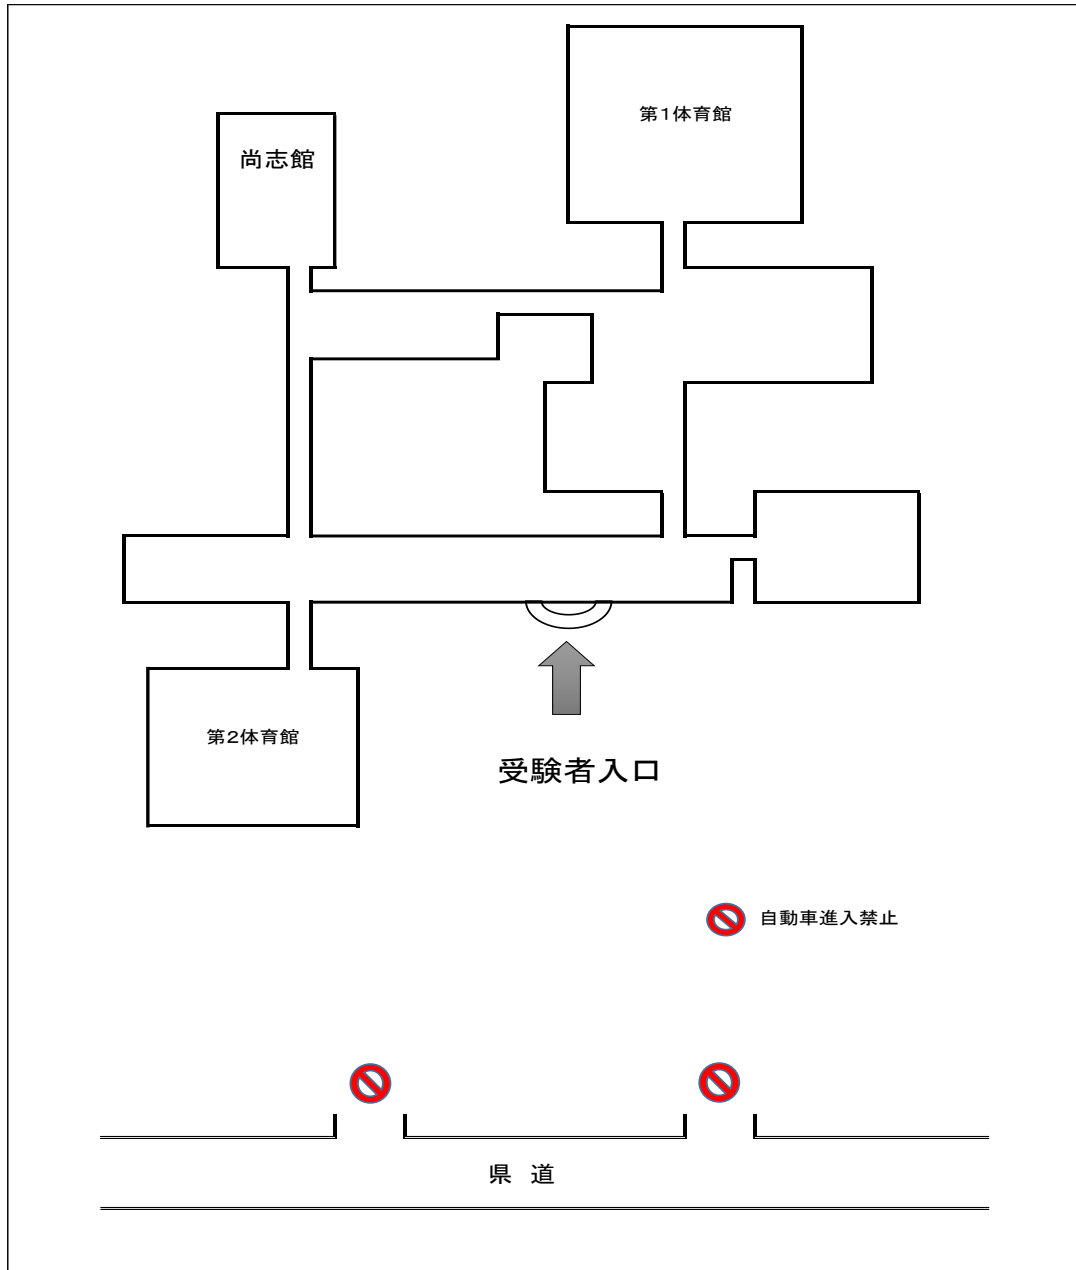 第1体育館
尚志館
第2体育館
受験者入口
自動車進入禁止
県 道